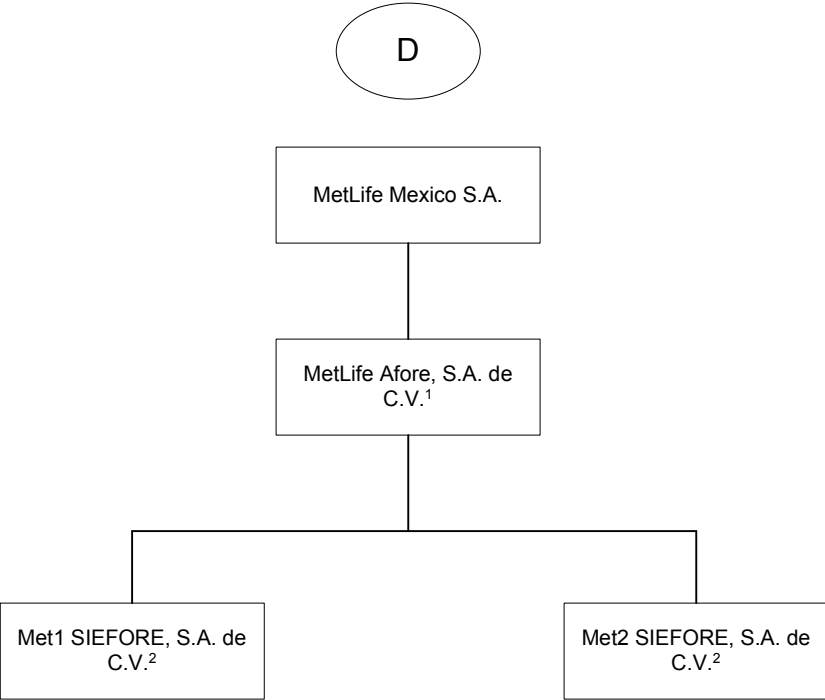 D
MetLife Mexico S.A.
MetLife Afore, S.A. de
C.V.¹
Met1 SIEFORE, S.A. de
C.V.²
Met2 SIEFORE, S.A. de
C.V.²